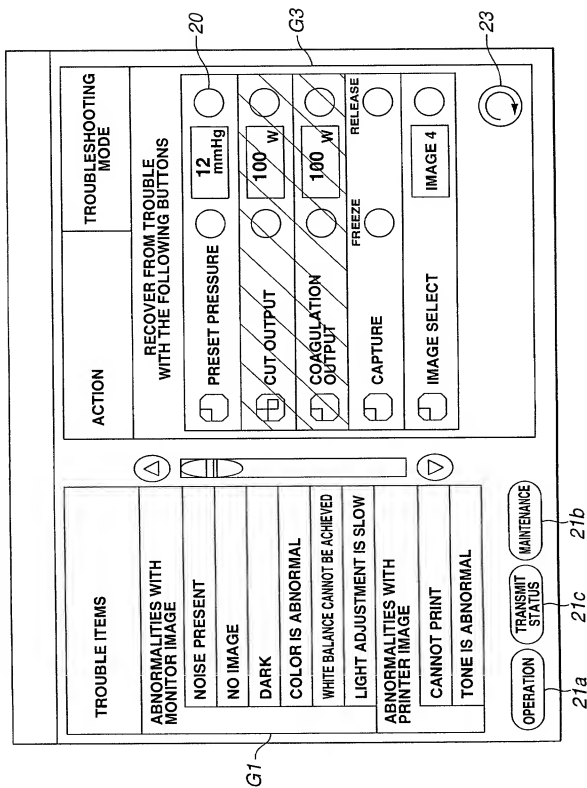 TROUBLE ITEMS
ABNORMALITIES WITH
MONITOR IMAGE
NOISE PRESENT
NO IMAGE
DARK
COLOR IS ABNORMAL
WHITE BALANCE CANNOT BE ACHIEVED
LIGHT ADJUSTMENT IS SLOW
ABNORMALITIES WITH
PRINTER IMAGE
CANNOT PRINT
TONE IS ABNORMAL
G1
ACTION
TROUBLESHOOTING
MODE
RECOVER FROM TROUBLE
WITH THE FOLLOWING BUTTONS
PRESET PRESSURE
12
mmHg
20
CUT OUTPUT
100 W
COAGULATION
OUTPUT
100 W
G3
CAPTURE
FREEZE
RELEASE
IMAGE SELECT
IMAGE 4
23
OPERATION
TRANSMIT
STATUS
MAINTENANCE
21a
21c
21b